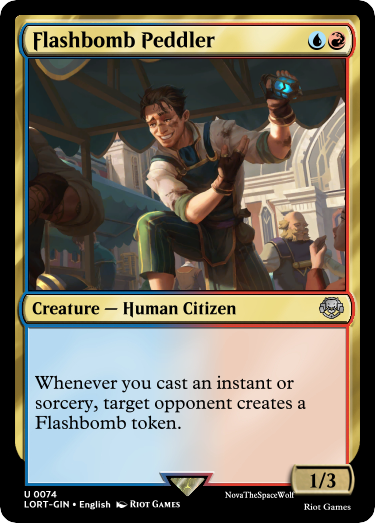 Flashbomb Peddler
Creature — Human Citizen
Whenever you cast an instant or
sorcery, target opponent creates a
Flashbomb token.
1/3
U 0074
LORT-GIN • English RIOT GAMES
NovaTheSpaceWolf
Riot Games